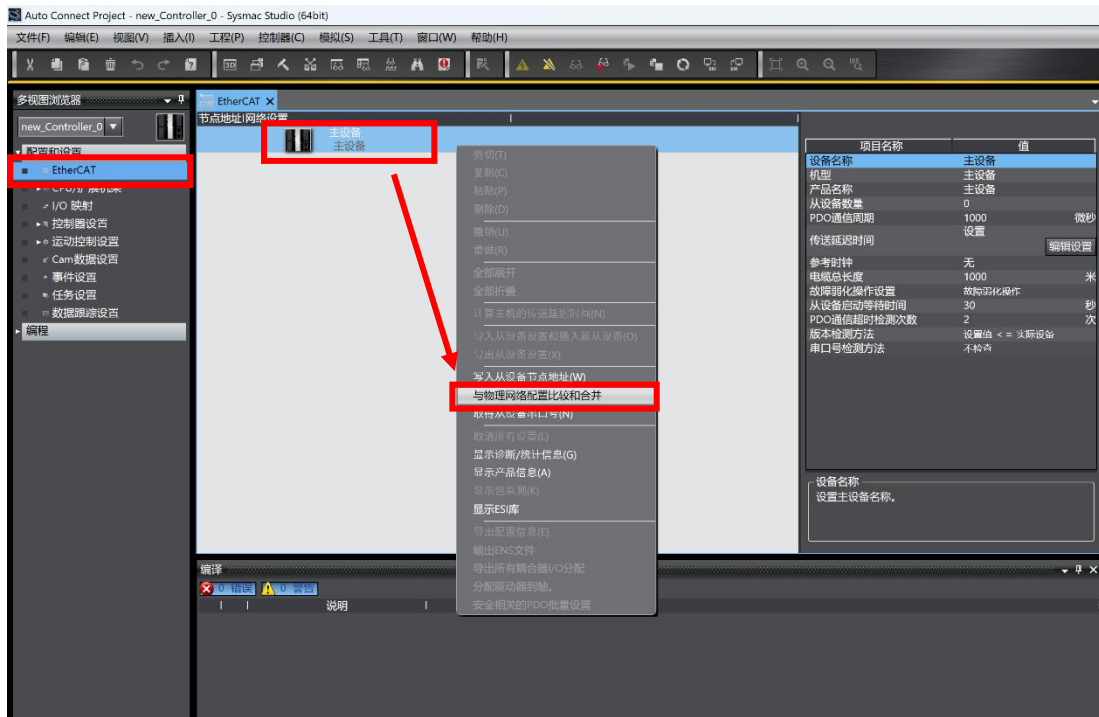 Auto Connect Project - new_Controller_0 - Sysmac Studio (64bit)
文件(F) 编辑(E) 视图(V) 插入(I) 工程(P) 控制器(C) 模拟(S) 工具(T) 窗口(W) 帮助(H)
多视图浏览器
new_Controller_0
配置和设置
EtherCAT
CPU/扩展机架
I/O 映射
控制器设置
运动控制设置
Cam数据设置
事件设置
任务设置
数据跟踪设置
编程
EtherCAT
节点地址|网络设置
主设备
主设备
剪切(T)
复制(C)
粘贴(P)
删除(D)
撤销(U)
重做(R)
全部展开
全部折叠
计算主机的传送延迟时间(N)
导入从设备设置和插入新从设备(O)
导出从设备设置(X)
写入从设备节点地址(W)
与物理网络配置比较和合并
取得从设备串口号(N)
取消所有设置(L)
显示诊断/统计信息(G)
显示产品信息(A)
显示包监测(K)
显示ESI库
导出配置信息(E)
输出ENS文件
导出所有耦合器I/O分配
分配驱动器到轴。
安全相关的PDO批量设置
项目名称 值
设备名称 主设备
机型 主设备
产品名称 主设备
从设备数量 0
PDO通信周期 1000 微秒
传送延迟时间 设置
编辑设置
参考时钟 无
电缆总长度 1000 米
故障弱化操作设置 故障弱化操作
从设备启动等待时间 30 秒
PDO通信超时检测次数 2 次
版本检测方法 设置值 < = 实际设备
串口号检测方法 不检查
设备名称
设置主设备名称。
编译
0 错误 0 警告
说明